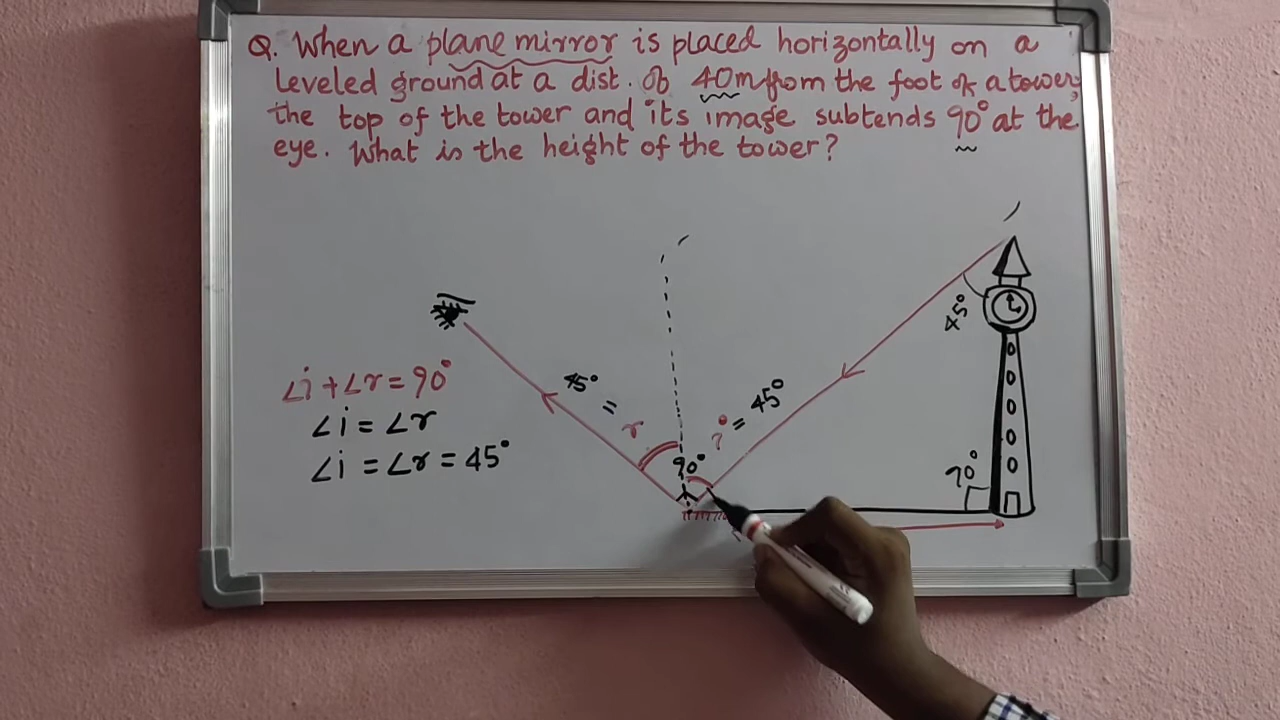 Q. When a plane mirror is placed horizontally on a
leveled ground at a dist. of 40m from the foot of a tower,
the top of the tower and its image subtends 90° at the
eye. What is the height of the tower?
45°
45° =
r
= 45°
90°
90°
∠i + ∠r = 90°
∠i = ∠r
∠i = ∠r = 45°